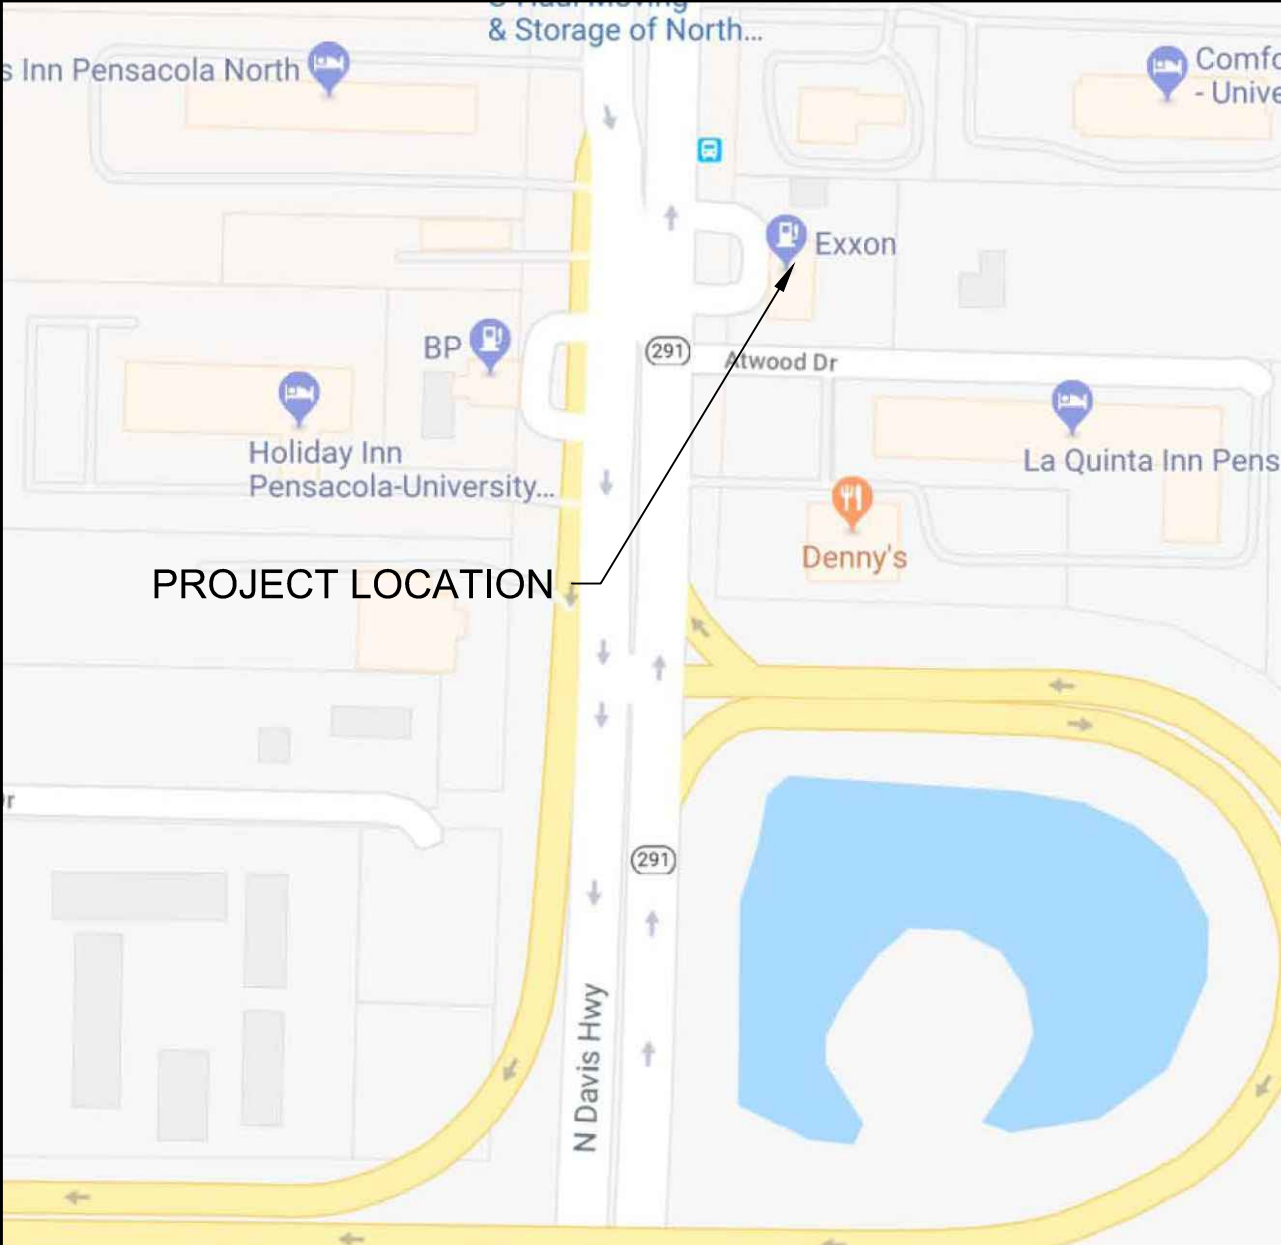 & Storage of North...
s Inn Pensacola North
Comfo
- Unive
Exxon
BP
291
Atwood Dr
Holiday Inn
Pensacola-University...
La Quinta Inn Pens
Denny's
PROJECT LOCATION
r
291
N Davis Hwy